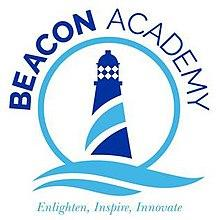 BEACON ACADEMY
Enlighten, Inspire, Innovate